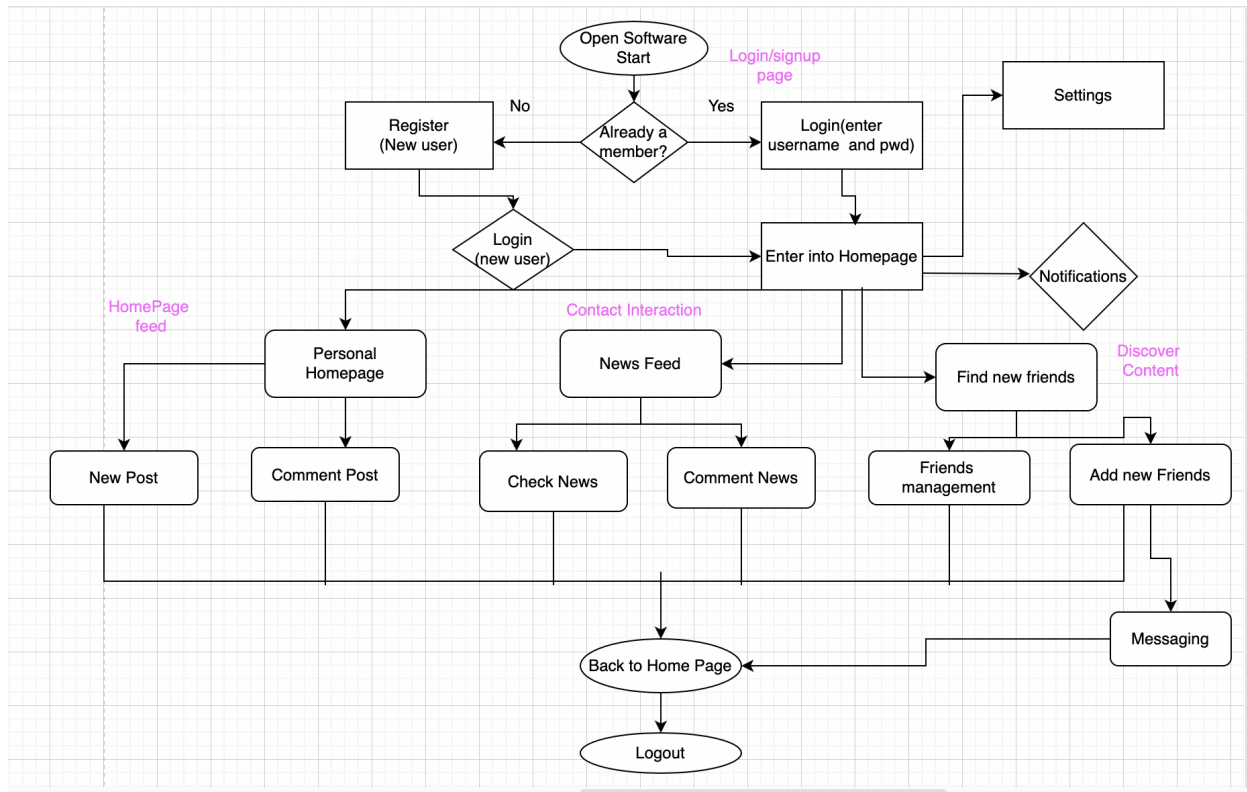 Open Software
Start
Login/signup
page
No
Yes
Settings
Register
(New user)
Already a
member?
Login(enter
username and pwd)
Login
(new user)
Enter into Homepage
Notifications
HomePage
feed
Contact Interaction
Personal
Homepage
News Feed
Find new friends
Discover
Content
New Post
Comment Post
Check News
Comment News
Friends
management
Add new Friends
Messaging
Back to Home Page
Logout